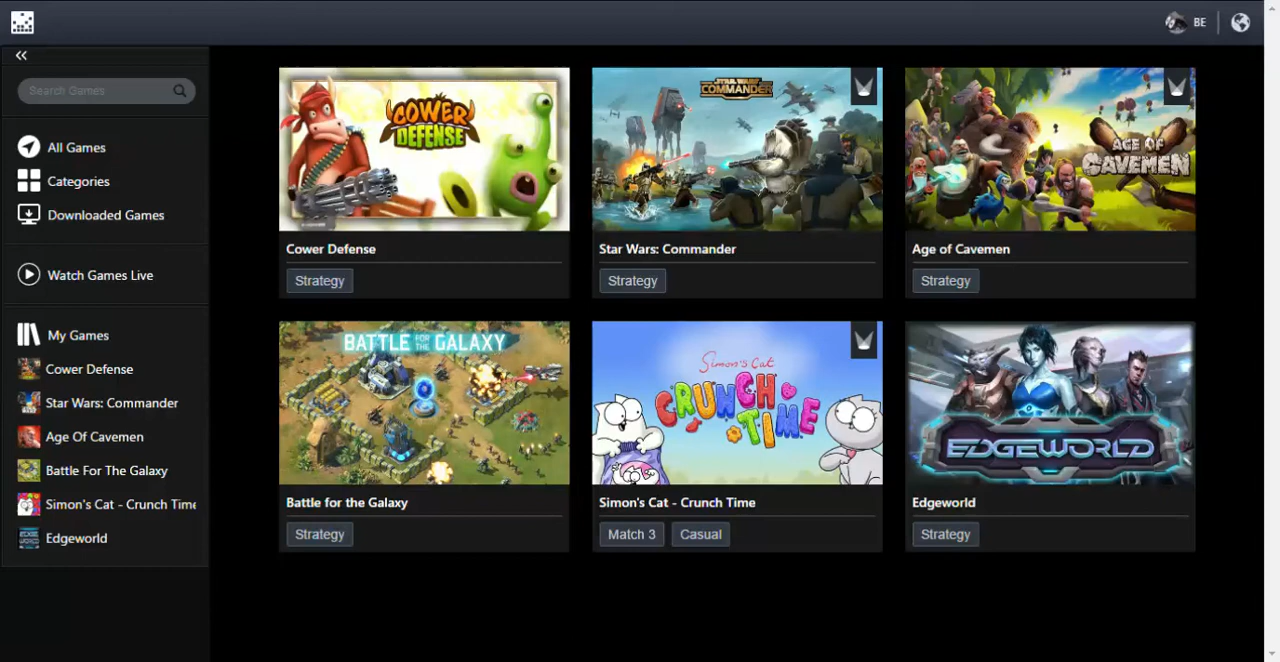 BE
Search Games
All Games
Categories
Downloaded Games
Watch Games Live
My Games
Cower Defense
Star Wars: Commander
Age Of Cavemen
Battle For The Galaxy
Simon's Cat - Crunch Time
Edgeworld
COWER
DEFENSE
Cower Defense
Strategy
STAR WARS
COMMANDER
Star Wars: Commander
Strategy
AGE OF
CAVEMEN
Age of Cavemen
Strategy
BATTLE FOR THE GALAXY
Battle for the Galaxy
Strategy
Simon's Cat
CRUNCH
TIME
Simon's Cat - Crunch Time
Match 3 Casual
EDGEWORLD
Edgeworld
Strategy